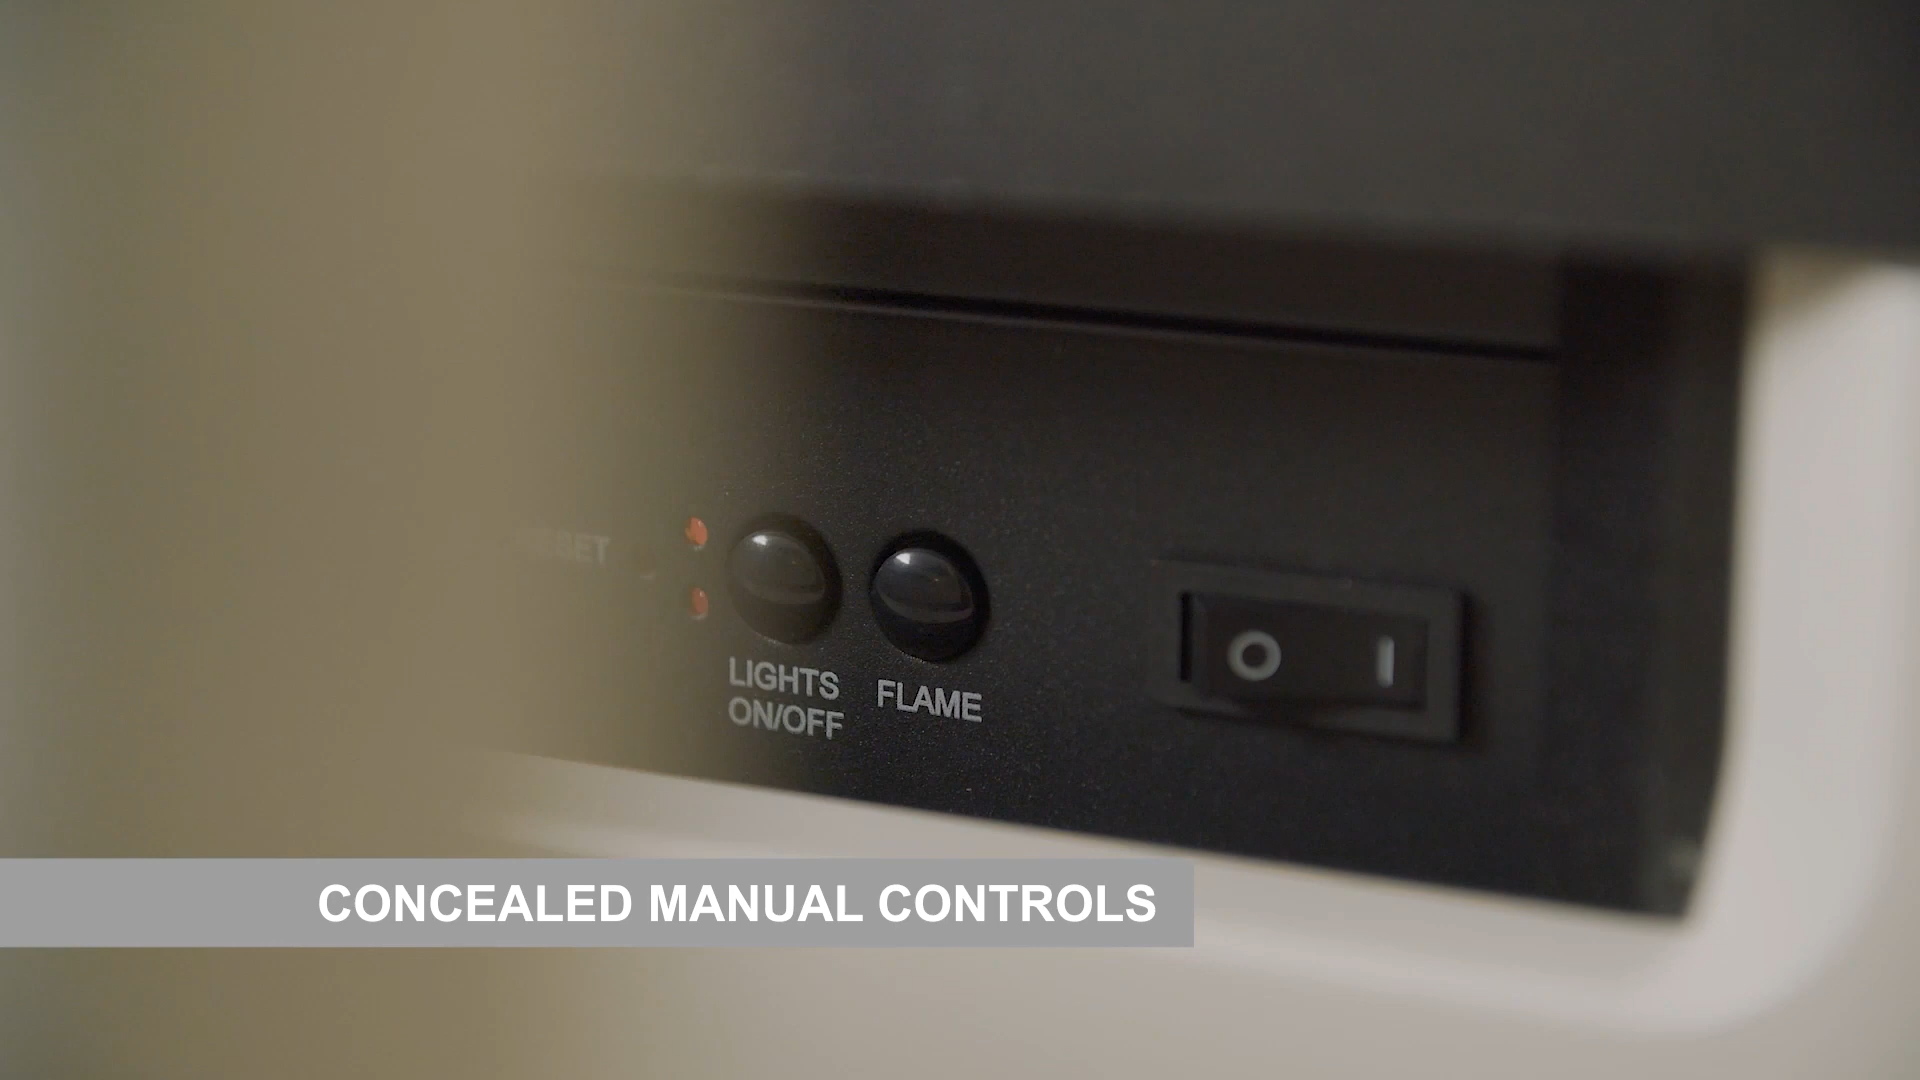 LIGHTS
ON/OFF
FLAME
O I
CONCEALED MANUAL CONTROLS